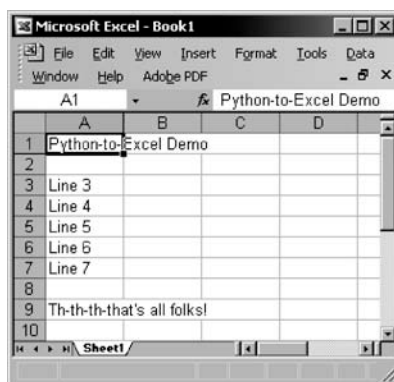 Microsoft Excel - Book1
File Edit View Insert Format Tools Data
Window Help Adobe PDF
A1 fx Python-to-Excel Demo
A B C D
1 Python-to-Excel Demo
2
3 Line 3
4 Line 4
5 Line 5
6 Line 6
7 Line 7
8
9 Th-th-th-that's all folks!
10
Sheet1